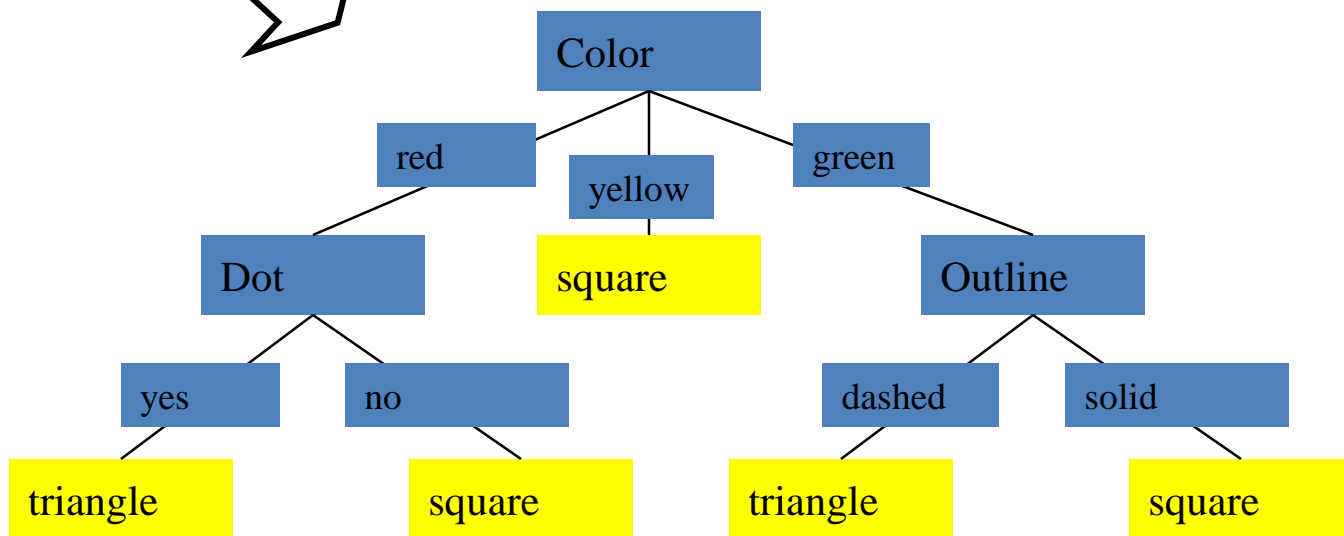 Color
red
yellow
green
Dot
square
Outline
yes
no
dashed
solid
triangle
square
triangle
square